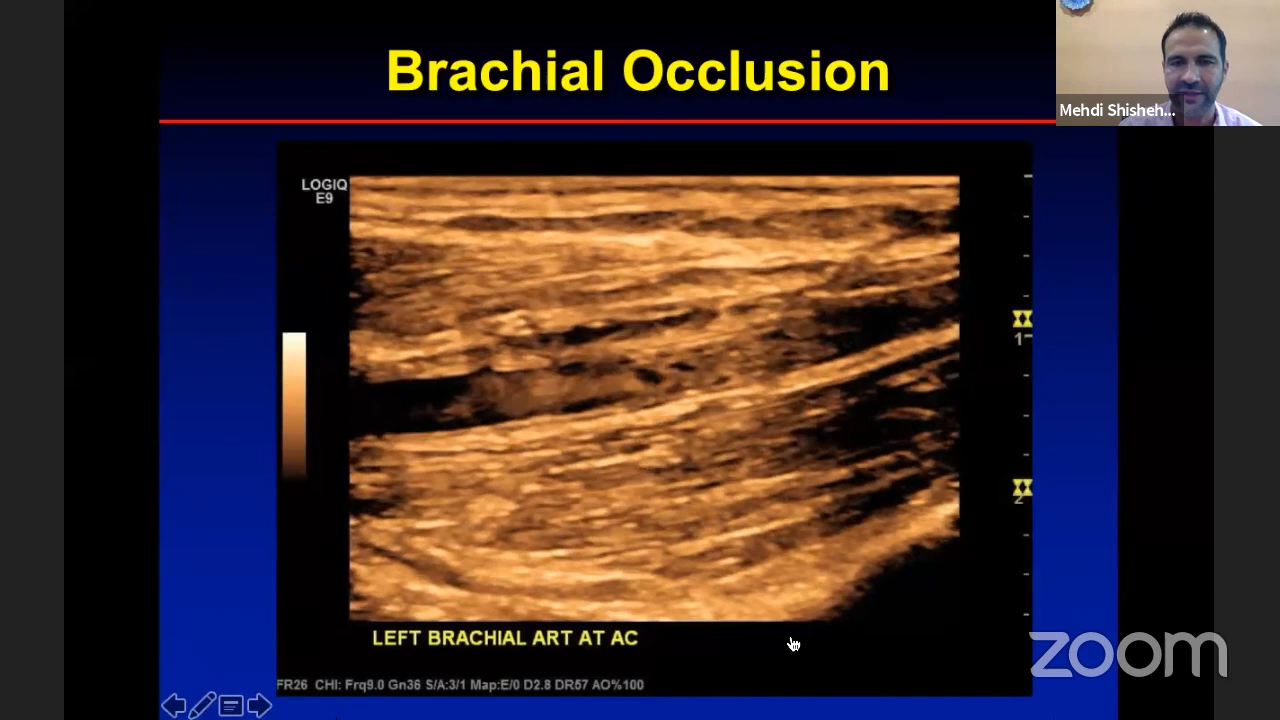 Brachial Occlusion
Mehdi Shisheh...
LOGIQ
E9
1
2
LEFT BRACHIAL ART AT AC
FR26 CHI: Frq9.0 Gn36 S/A:3/1 Map:E/0 D2.8 DR57 AO%100
zoom